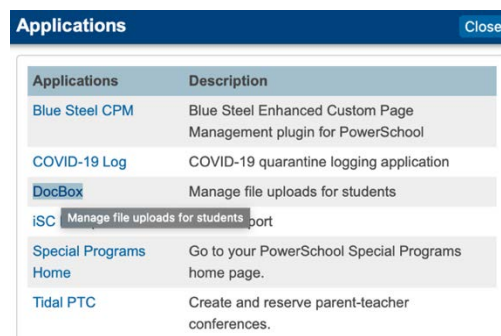 Applications Close
Applications Description
Blue Steel CPM Blue Steel Enhanced Custom Page
Management plugin for PowerSchool
COVID-19 Log COVID-19 quarantine logging application
DocBox Manage file uploads for students
iSC Manage file uploads for students port
Special Programs Go to your PowerSchool Special Programs
Home home page.
Tidal PTC Create and reserve parent-teacher
conferences.